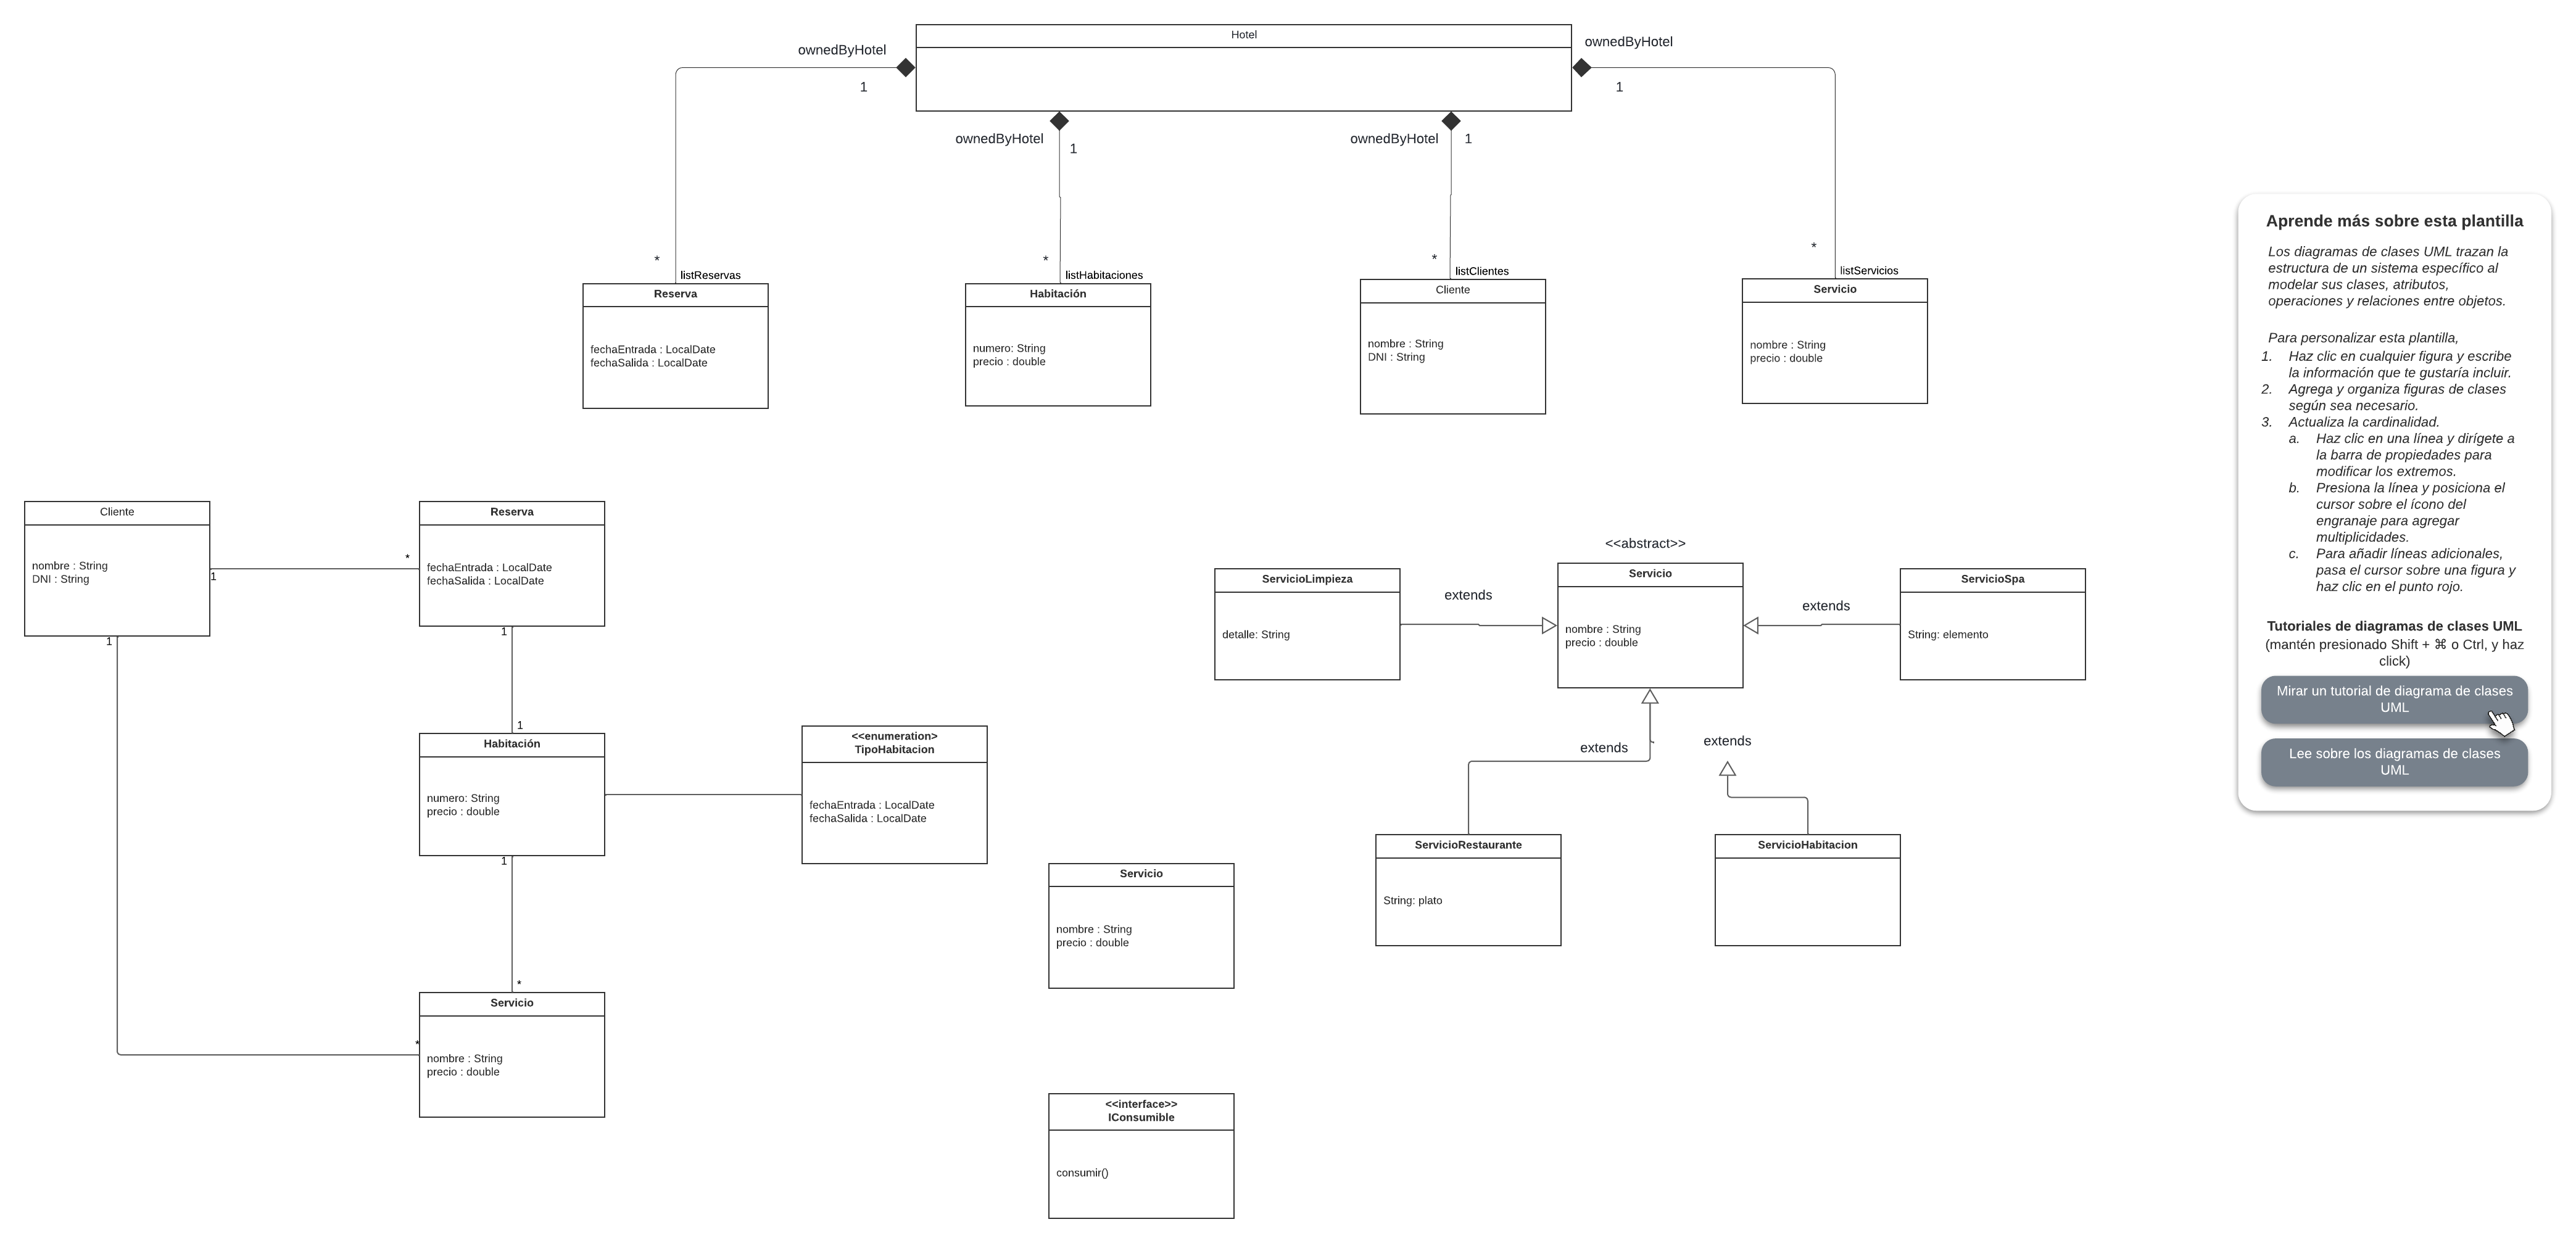 Hotel
ownedByHotel
1
ownedByHotel
1
ownedByHotel
1
ownedByHotel
1
*
listReservas
*
listHabitaciones
*
listClientes
*
listServicios
Reserva
fechaEntrada : LocalDate
fechaSalida : LocalDate
Habitación
numero: String
precio : double
Cliente
nombre : String
DNI : String
Servicio
nombre : String
precio : double
Cliente
nombre : String
DNI : String
1
*
1
Reserva
fechaEntrada : LocalDate
fechaSalida : LocalDate
1
1
Habitación
numero: String
precio : double
1
*
<<enumeration>
TipoHabitacion
fechaEntrada : LocalDate
fechaSalida : LocalDate
Servicio
nombre : String
precio : double
*
Servicio
nombre : String
precio : double
<<interface>>
IConsumible
consumir()
<<abstract>>
Servicio
nombre : String
precio : double
ServicioLimpieza
detalle: String
extends
ServicioSpa
String: elemento
extends
extends
extends
ServicioRestaurante
String: plato
ServicioHabitacion
Aprende más sobre esta plantilla
Los diagramas de clases UML trazan la
estructura de un sistema específico al
modelar sus clases, atributos,
operaciones y relaciones entre objetos.
Para personalizar esta plantilla,
1. Haz clic en cualquier figura y escribe
la información que te gustaría incluir.
2. Agrega y organiza figuras de clases
según sea necesario.
3. Actualiza la cardinalidad.
a. Haz clic en una línea y dirígete a
la barra de propiedades para
modificar los extremos.
b. Presiona la línea y posiciona el
cursor sobre el ícono del
engranaje para agregar
multiplicidades.
c. Para añadir líneas adicionales,
pasa el cursor sobre una figura y
haz clic en el punto rojo.
Tutoriales de diagramas de clases UML
(mantén presionado Shift + ⌘ o Ctrl, y haz
click)
Mirar un tutorial de diagrama de clases
UML
Lee sobre los diagramas de clases
UML